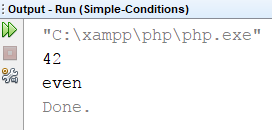 Output - Run (Simple-Conditions)
"C:\xampp\php\php.exe"
42
even
Done.